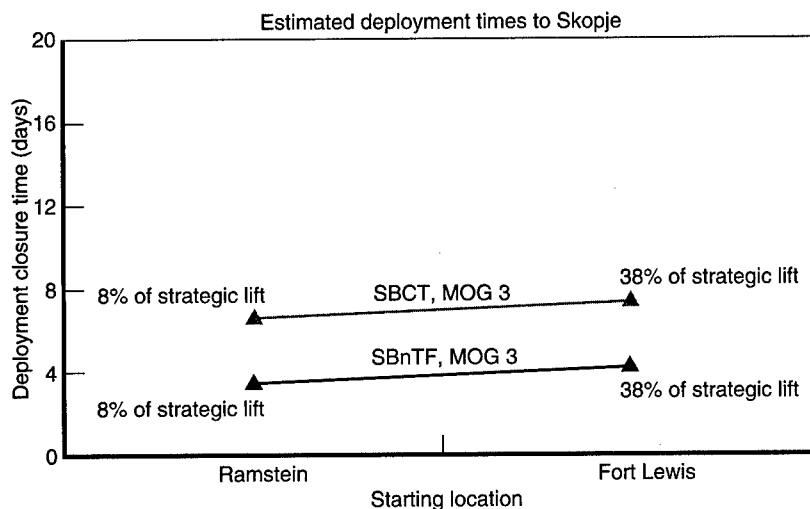 Estimated deployment times to Skopje
20
16
12
8
4
0
Deployment closure time (days)
8% of strategic lift
SBCT, MOG 3
38% of strategic lift
SBnTF, MOG 3
8% of strategic lift
38% of strategic lift
Ramstein
Fort Lewis
Starting location